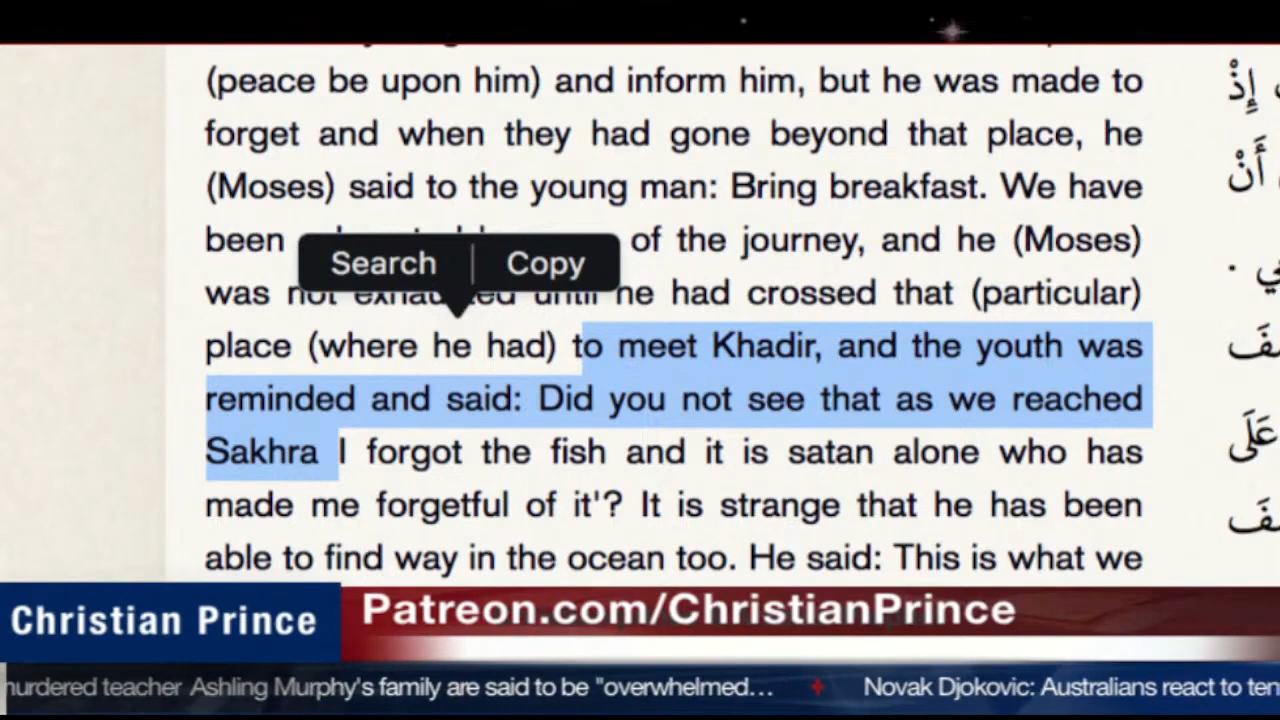 (peace be upon him) and inform him, but he was made to
forget and when they had gone beyond that place, he
(Moses) said to the young man: Bring breakfast. We have
been of the journey, and he (Moses)
Search Copy
was not exhausted until he had crossed that (particular)
place (where he had) to meet Khadir, and the youth was
reminded and said: Did you not see that as we reached
Sakhra I forgot the fish and it is satan alone who has
made me forgetful of it'? It is strange that he has been
able to find way in the ocean too. He said: This is what we
إِذْ
أَنْ
عَلَى
Christian Prince
Patreon.com/ChristianPrince
murdered teacher Ashling Murphy's family are said to be "overwhelmed... Novak Djokovic: Australians react to